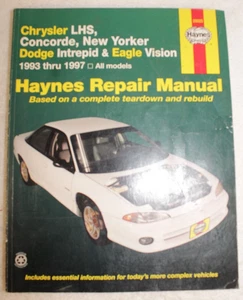 Chrysler LHS,
Concorde, New Yorker
Dodge Intrepid & Eagle Vision
1993 thru 1997 □ All models
Haynes
Haynes Repair Manual
Based on a complete teardown and rebuild
Includes essential information for today's more complex vehicles